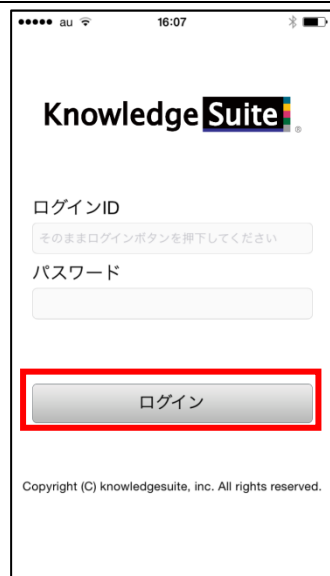 au 16:07
Knowledge Suite ®
ログインID
そのままログインボタンを押下してください
パスワード
ログイン
Copyright (C) knowledgesuite, inc. All rights reserved.